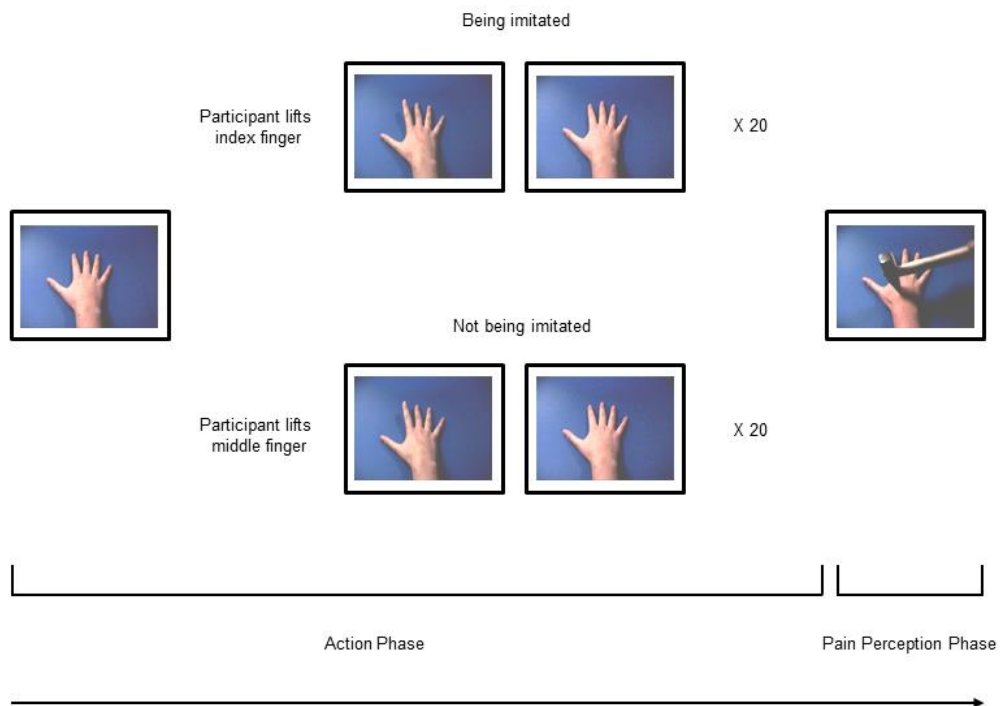 Being imitated
Participant lifts
index finger
X 20
Not being imitated
Participant lifts
middle finger
X 20
Action Phase
Pain Perception Phase